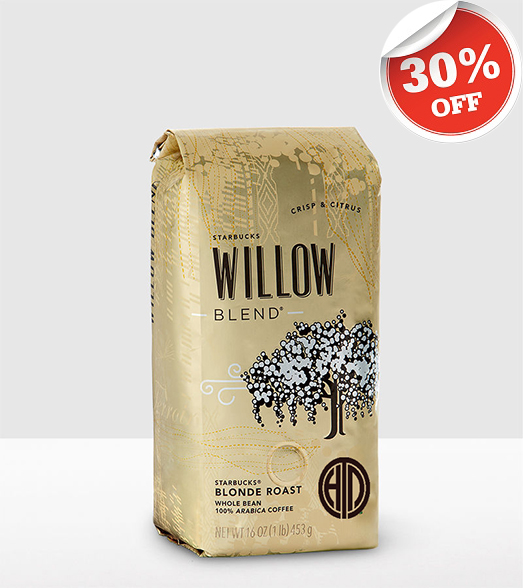 30%
OFF
CRISP & CITRUS
STARBUCKS
WILLOW
BLEND®
STARBUCKS®
BLONDE ROAST
WHOLE BEAN
100% ARABICA COFFEE
NET WT 16 OZ (1 lb) 453 g